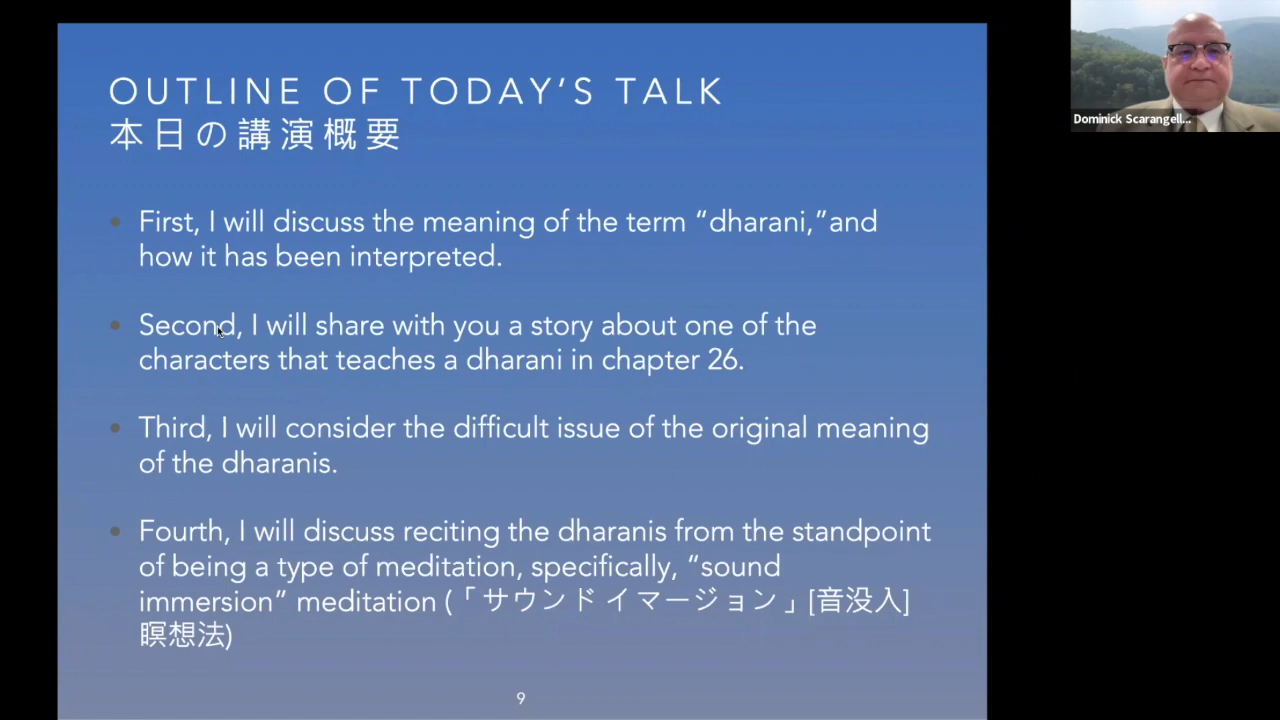 OUTLINE OF TODAY'S TALK
本日の講演概要
• First, I will discuss the meaning of the term “dharani,”and
how it has been interpreted.
• Second, I will share with you a story about one of the
characters that teaches a dharani in chapter 26.
• Third, I will consider the difficult issue of the original meaning
of the dharanis.
• Fourth, I will discuss reciting the dharanis from the standpoint
of being a type of meditation, specifically, “sound
immersion” meditation (「サウンド イマージョン」[音没入]
瞑想法)
9
Dominick Scarangell...